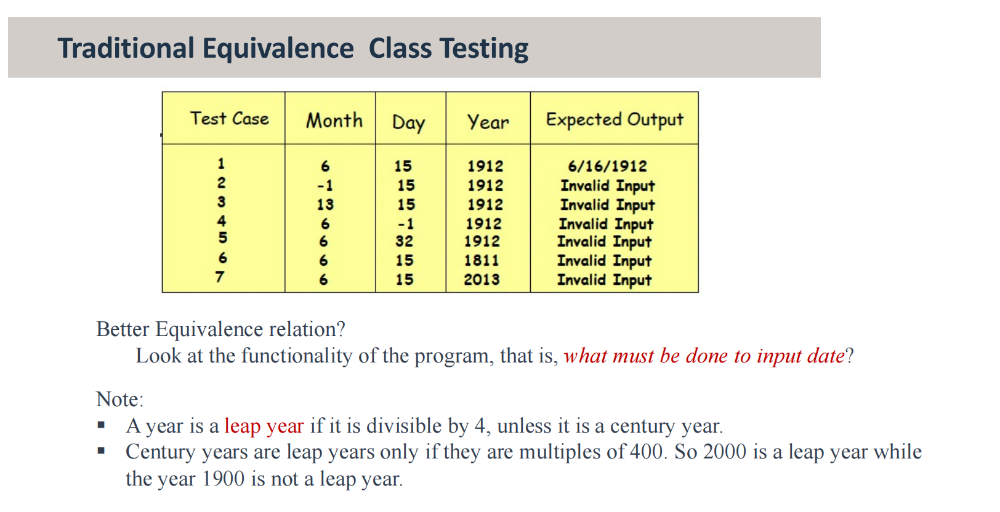 Traditional Equivalence Class Testing
Test Case Month Day Year Expected Output
1 6 15 1912 6/16/1912
2 -1 15 1912 Invalid Input
3 13 15 1912 Invalid Input
4 6 -1 1912 Invalid Input
5 6 32 1912 Invalid Input
6 6 15 1811 Invalid Input
7 6 15 2013 Invalid Input
Better Equivalence relation?
Look at the functionality of the program, that is, what must be done to input date?
Note:
▪ A year is a leap year if it is divisible by 4, unless it is a century year.
▪ Century years are leap years only if they are multiples of 400. So 2000 is a leap year while
the year 1900 is not a leap year.